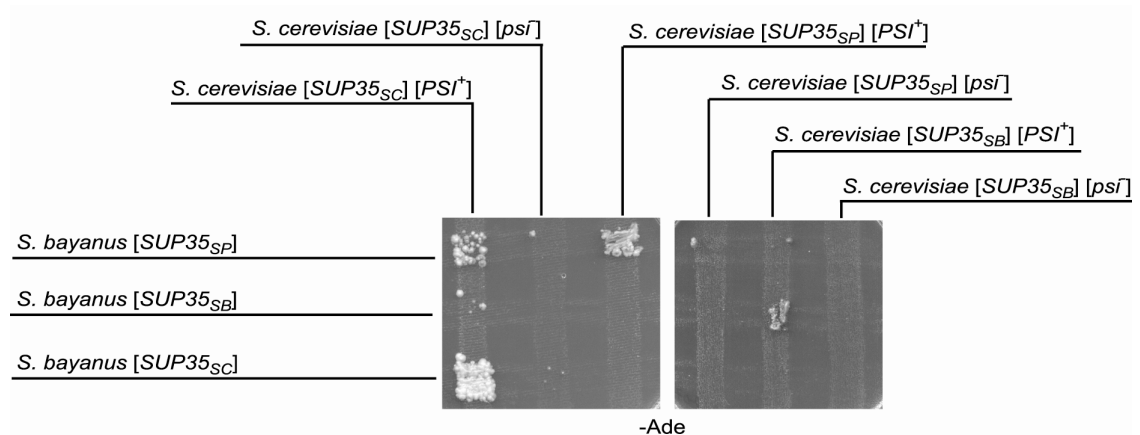 S. cerevisiae [SUP35SC] [psi-]
S. cerevisiae [SUP35SP] [PSI+]
S. cerevisiae [SUP35SC] [PSI+]
S. cerevisiae [SUP35SP] [psi-]
S. cerevisiae [SUP35SB] [PSI+]
S. cerevisiae [SUP35SB] [psi-]
S. bayanus [SUP35SP]
S. bayanus [SUP35SB]
S. bayanus [SUP35SC]
-Ade